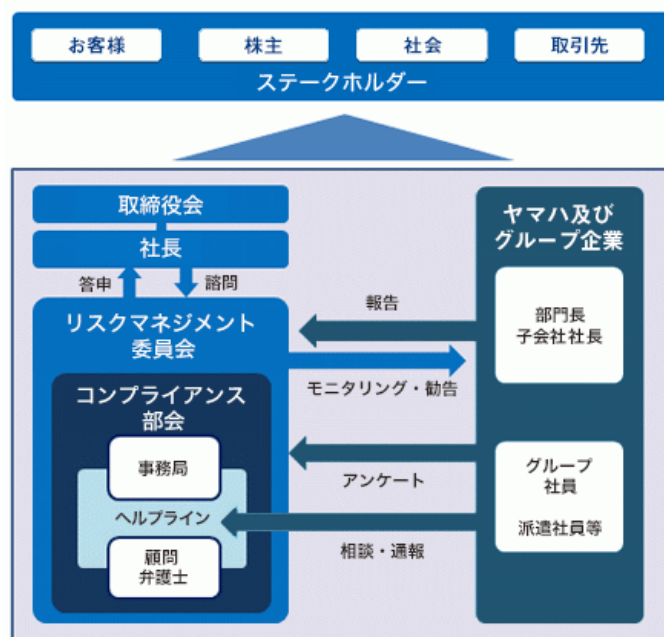 お客様
株主
社会
取引先
ステークホルダー
取締役会
社長
答申
諮問
リスクマネジメント
委員会
コンプライアンス
部会
事務局
ヘルプライン
顧問
弁護士
報告
モニタリング・勧告
アンケート
相談・通報
ヤマハ及び
グループ企業
部門長
子会社社長
グループ
社員
派遣社員等